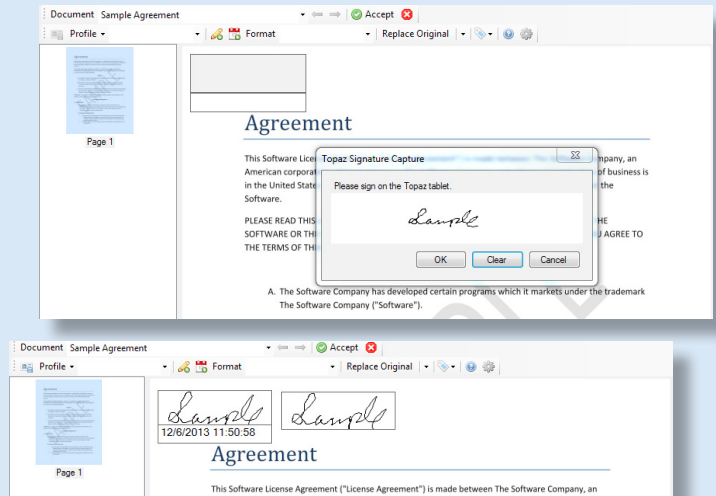 Document Sample Agreement Accept
Profile Format Replace Original
Page 1
Agreement
Topaz Signature Capture
Please sign on the Topaz tablet.
Sample
OK Clear Cancel
This Software Lice mpany, an
American corporat of business is
in the United State the
Software.
PLEASE READ THIS HE
SOFTWARE OR TH U AGREE TO
THE TERMS OF TH
A. The Software Company has developed certain programs which it markets under the trademark
The Software Company ("Software").
Document Sample Agreement Accept
Profile Format Replace Original
Page 1
Sample Sample
12/6/2013 11:50:58
Agreement
This Software License Agreement ("License Agreement") is made between The Software Company, an